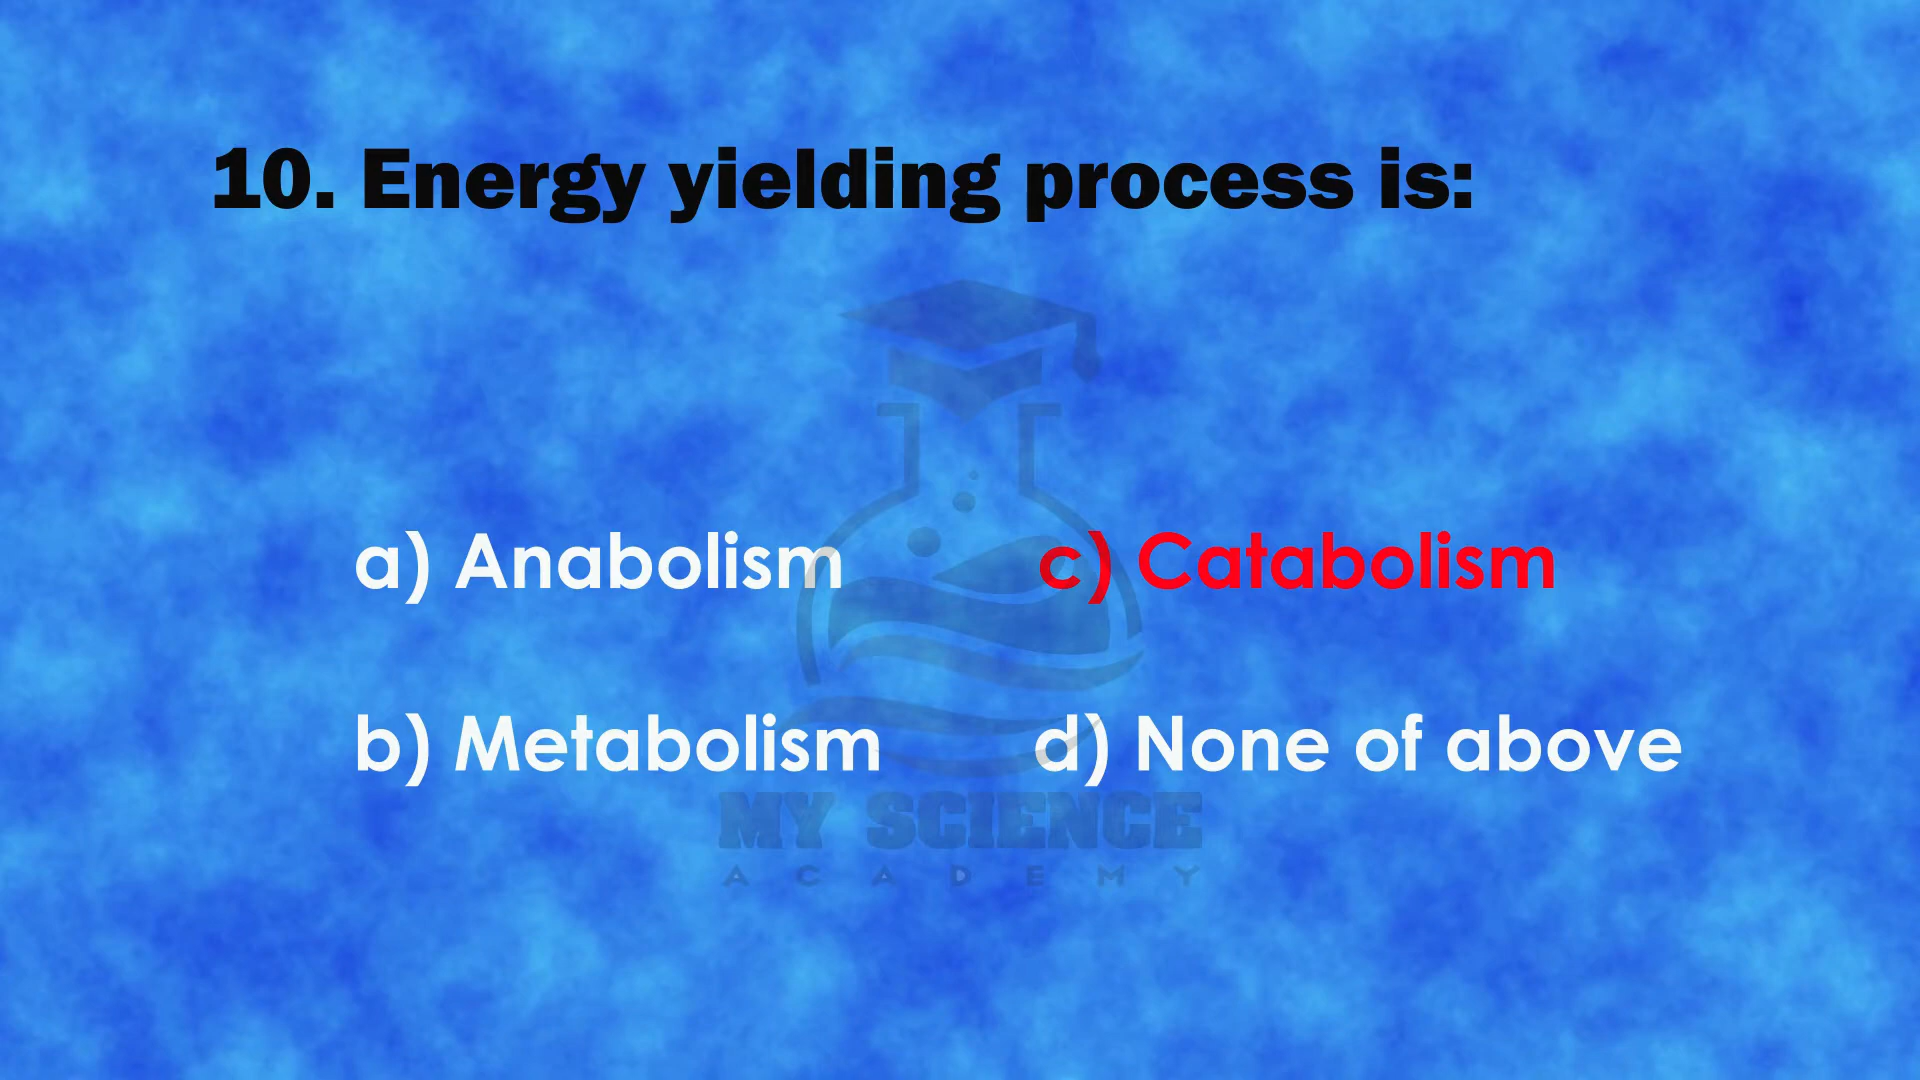 10. Energy yielding process is:
a) Anabolism
c) Catabolism
b) Metabolism
d) None of above
MY SCIENCE
ACADEMY